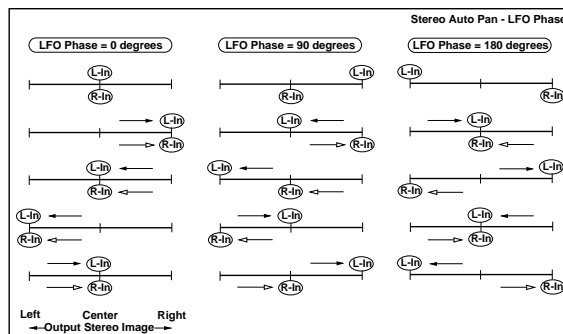 Stereo Auto Pan - LFO Phase
LFO Phase = 0 degrees
LFO Phase = 90 degrees
LFO Phase = 180 degrees
L-In
R-In
L-In
R-In
L-In
R-In
L-In
R-In
L-In
R-In
L-In
R-In
L-In
R-In
L-In
R-In
L-In
R-In
L-In
R-In
L-In
R-In
L-In
R-In
L-In
R-In
L-In
R-In
L-In
R-In
Left Center Right
Output Stereo Image